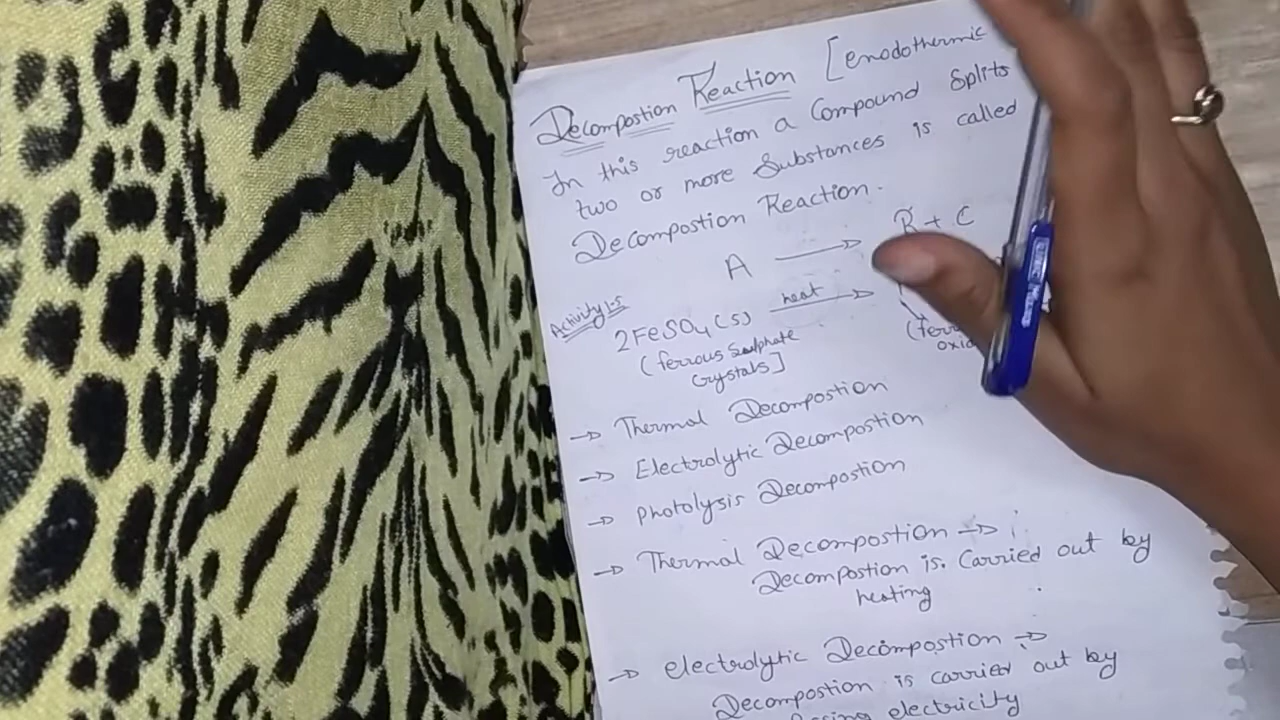 Decompostion Reaction [enodothermic
In this reaction a Compound Splits
two or more Substances is called
Decompostion Reaction.
A → B + C
Activity 1.5
2FeSO4(s) heat →
(ferrous Sulphate
Crystals]
→ Thermal Decompostion
→ Electrolytic Decompostion
→ photolysis Decompostion
→ Thermal Decompostion →
Decompostion is. Carried out by
heating
→ electrolytic Decompostion →
Decompostion is carried out by
electricity